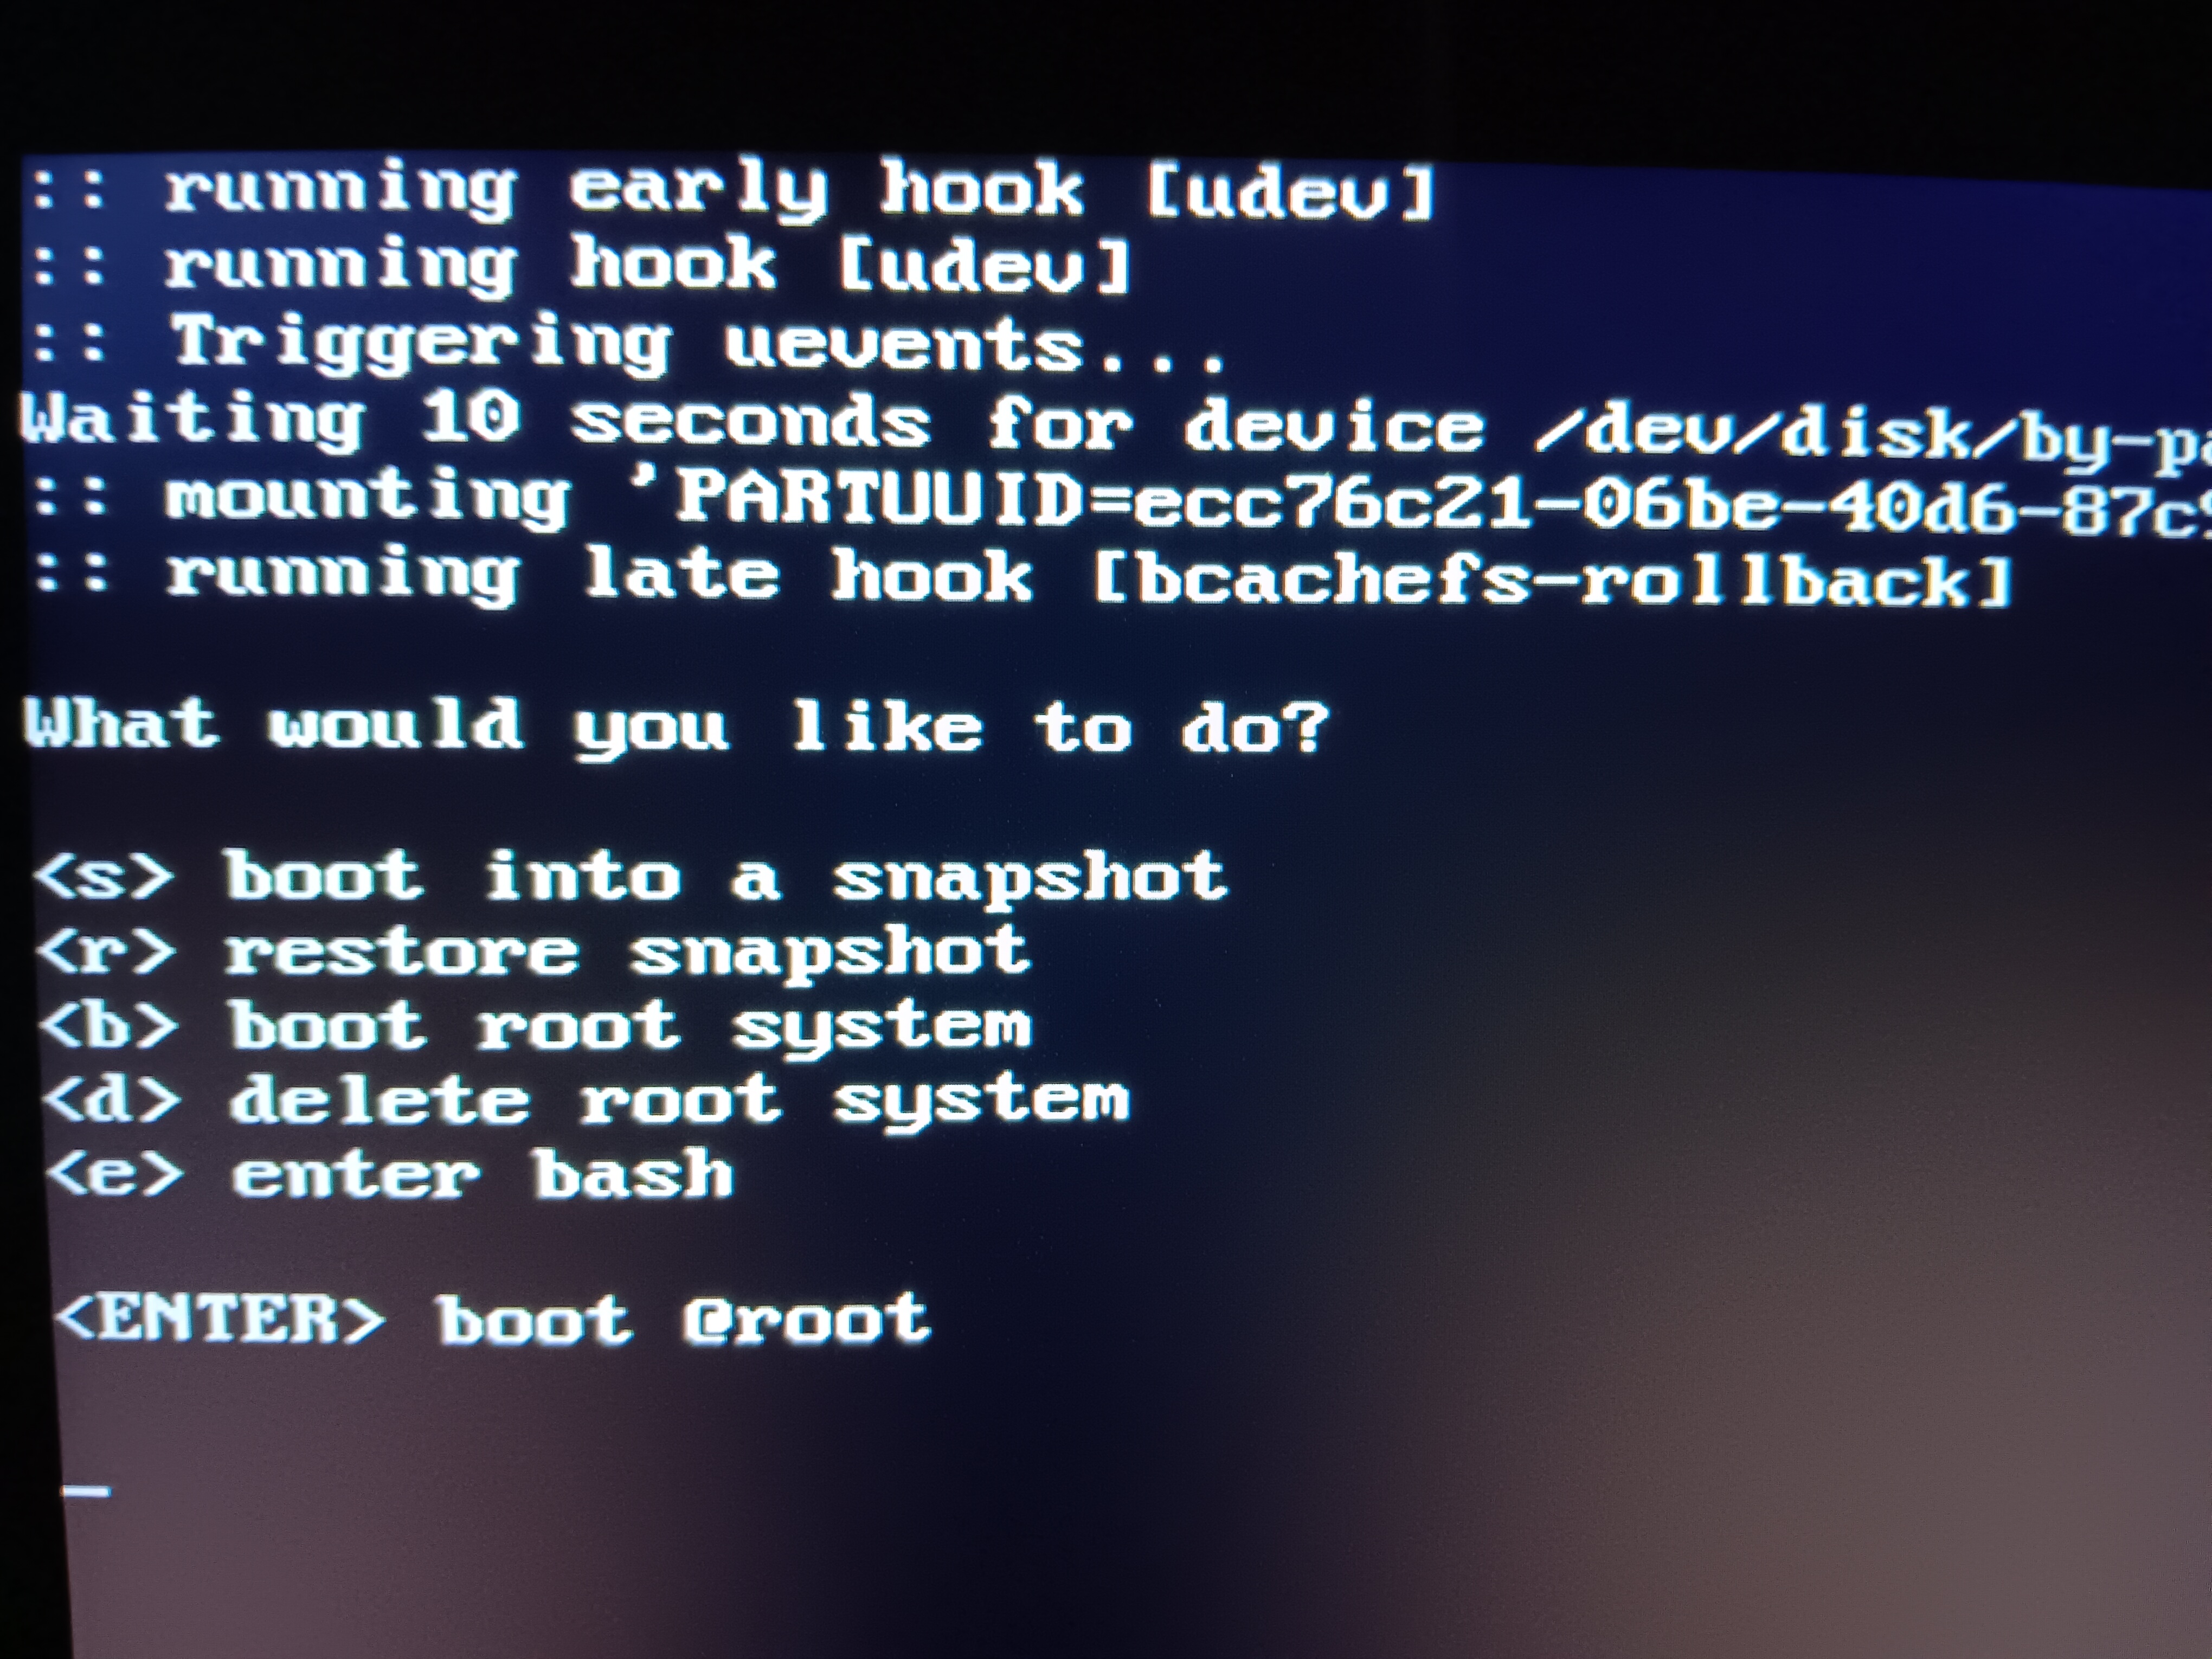 :: running early hook [udev]
:: running hook [udev]
:: Triggering uevents...
Waiting 10 seconds for device /dev/disk/by-pa
:: mounting 'PARTUUID=ecc76c21-06be-40d6-87c9
:: running late hook [bcachefs-rollback]
What would you like to do?
<s> boot into a snapshot
<r> restore snapshot
<b> boot root system
<d> delete root system
<e> enter bash
<ENTER> boot @root
_